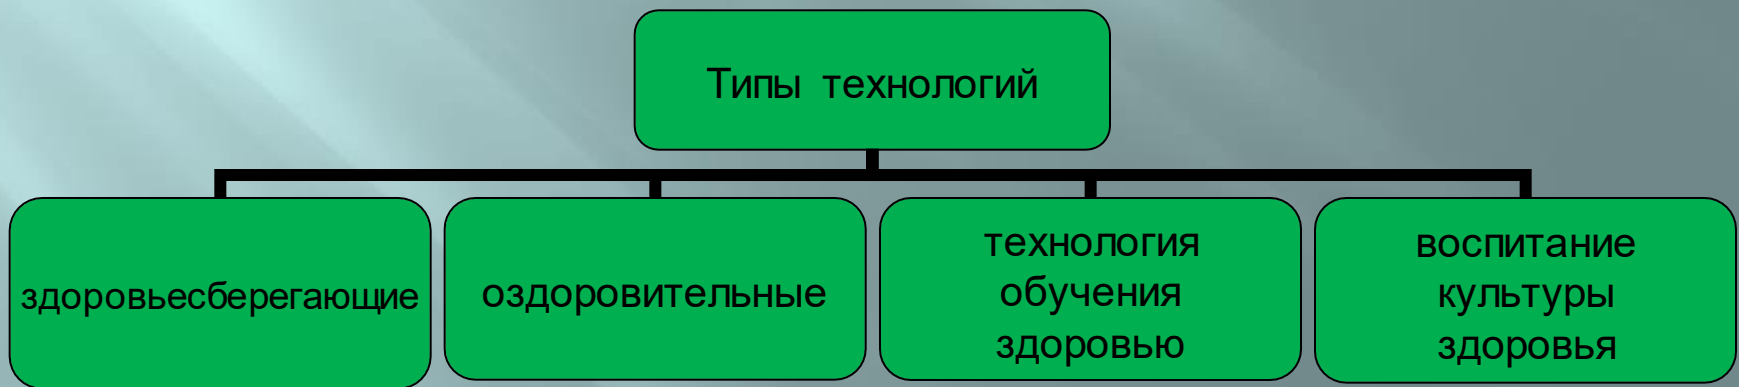 Типы технологий
здоровьесберегающие
оздоровительные
технология
обучения
здоровью
воспитание
культуры
здоровья